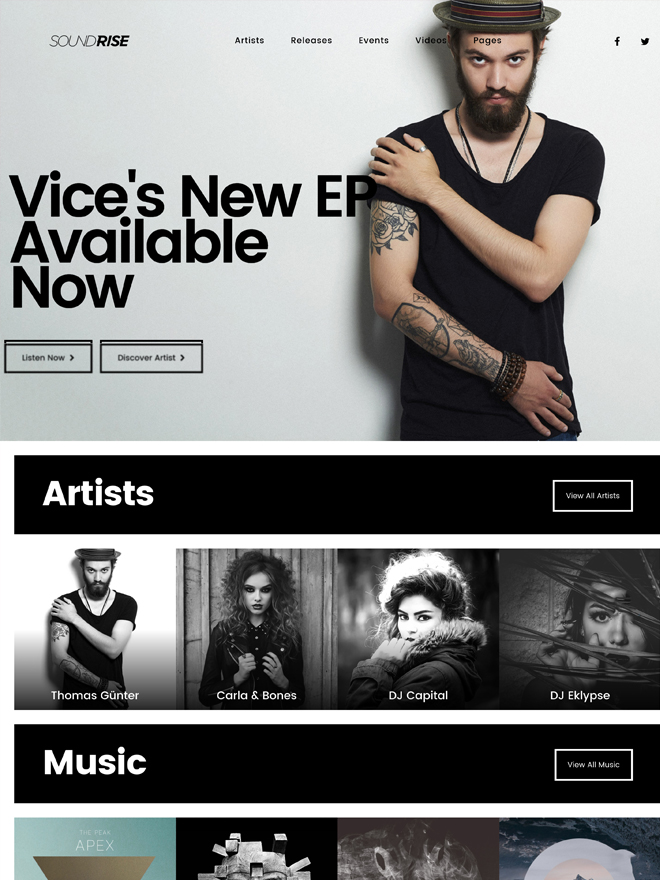 SOUNDRISE
Artists Releases Events Videos Pages
Vice's New EP
Available
Now
Listen Now
Discover Artist
Artists
View All Artists
Thomas Günter
Carla & Bones
DJ Capital
DJ Eklypse
Music
View All Music
THE PEAK
APEX